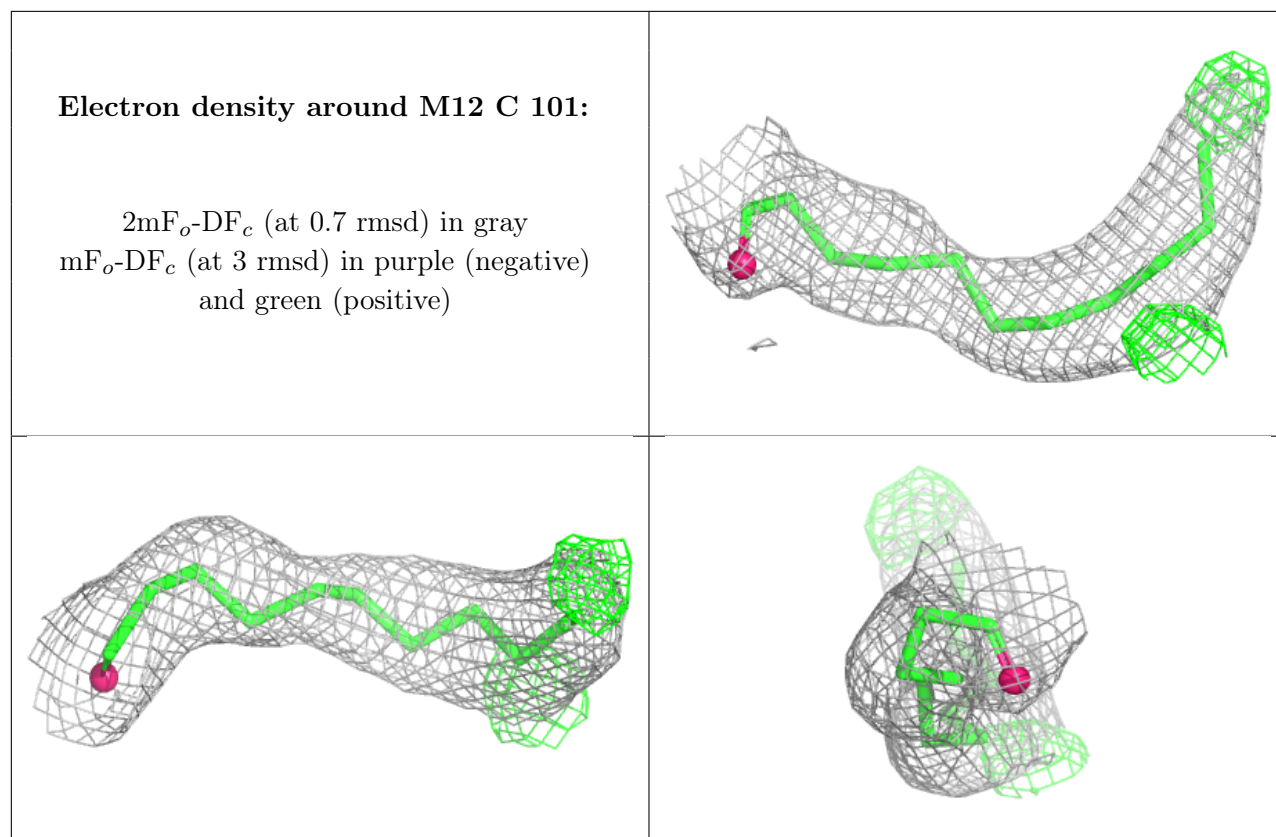 Electron density around M12 C 101:
2mFo-DFc (at 0.7 rmsd) in gray
mFo-DFc (at 3 rmsd) in purple (negative)
and green (positive)